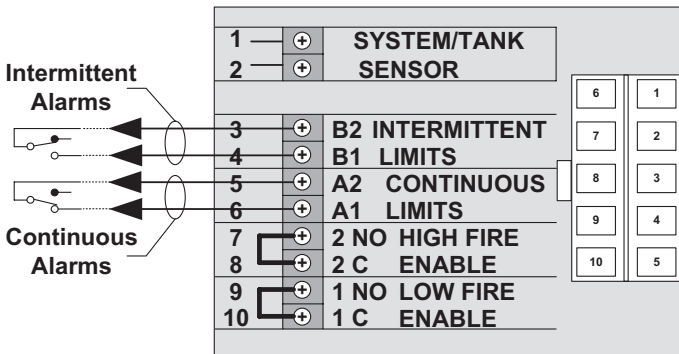 1 SYSTEM/TANK
2 SENSOR
Intermittent
Alarms
3 B2 INTERMITTENT
4 B1 LIMITS
5 A2 CONTINUOUS
6 A1 LIMITS
Continuous
Alarms
7 2 NO HIGH FIRE
8 2 C ENABLE
9 1 NO LOW FIRE
10 1 C ENABLE
6 1
7 2
8 3
9 4
10 5